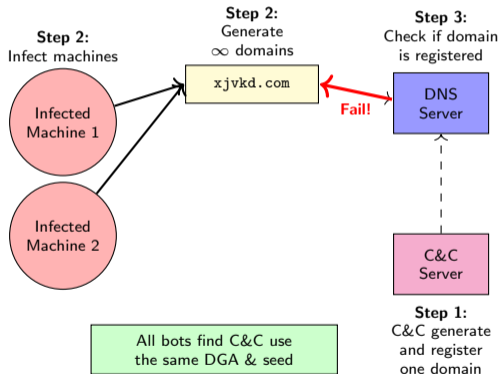 Step 2:
Infect machines
Infected
Machine 1
Infected
Machine 2
Step 2:
Generate
∞ domains
xjvkd.com
Fail!
Step 3:
Check if domain
is registered
DNS
Server
C&C
Server
Step 1:
C&C generate
and register
one domain
All bots find C&C use
the same DGA & seed